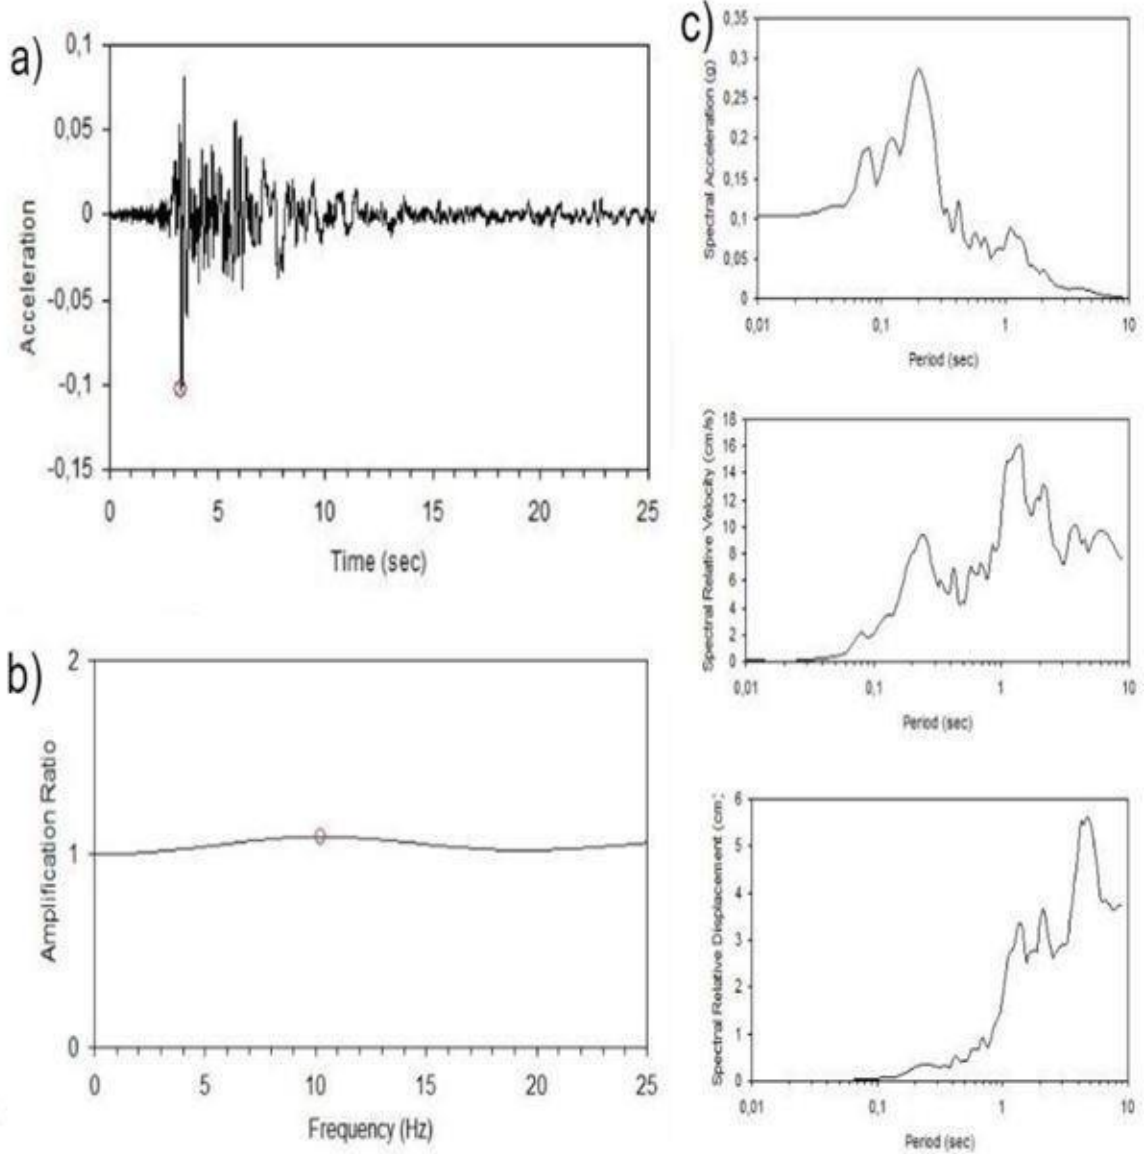 a)
0,1
0,05
0
-0,05
-0,1
-0,15
Acceleration
0 5 10 15 20 25
Time (sec)
b)
2
1
0
Amplification Ratio
0 5 10 15 20 25
Frequency (Hz)
c)
0,35
0,3
0,25
0,2
0,15
0,1
0,05
0
Spectral Acceleration (g)
0,01 0,1 1 10
Period (sec)
18
16
14
12
10
8
6
4
2
0
Spectral Relative Velocity (cm/s)
0,01 0,1 1 10
Period (sec)
6
5
4
3
2
1
0
Spectral Relative Displacement (cm;
0,01 0,1 1 10
Period (sec)